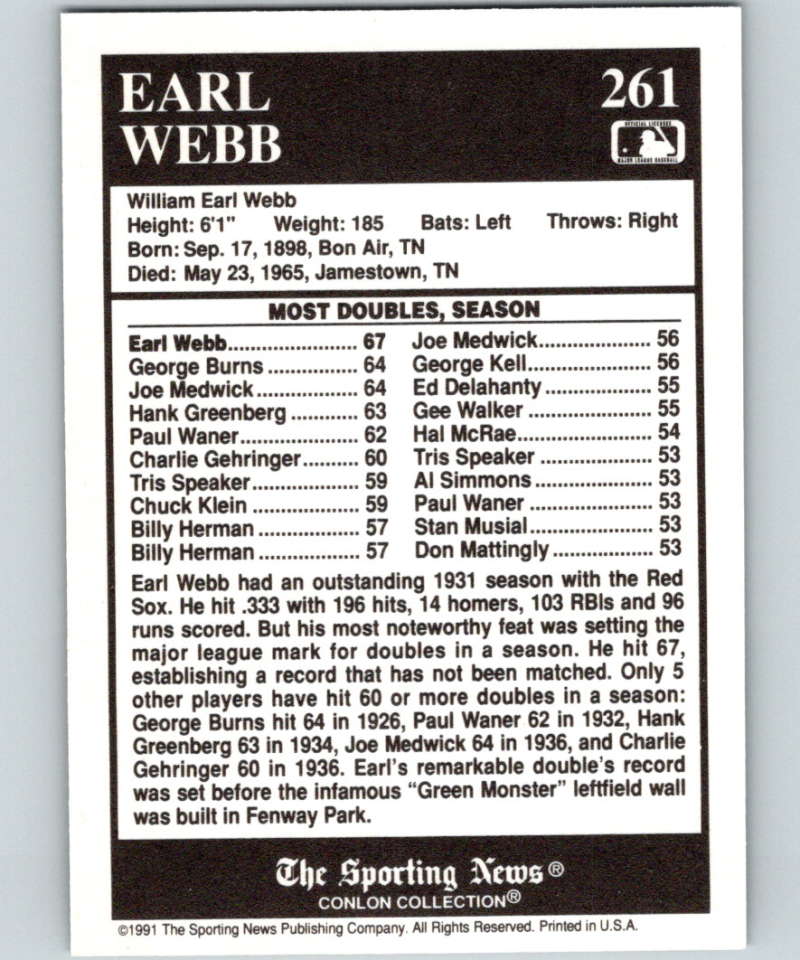 EARL
WEBB
261
OFFICIAL LICENSEE
MAJOR LEAGUE BASEBALL
William Earl Webb
Height: 6'1" Weight: 185 Bats: Left Throws: Right
Born: Sep. 17, 1898, Bon Air, TN
Died: May 23, 1965, Jamestown, TN
MOST DOUBLES, SEASON
Earl Webb...................... 67
George Burns ................. 64
Joe Medwick................... 64
Hank Greenberg ............ 63
Paul Waner..................... 62
Charlie Gehringer.......... 60
Tris Speaker................... 59
Chuck Klein ................... 59
Billy Herman .................. 57
Billy Herman .................. 57
Joe Medwick.................... 56
George Kell...................... 56
Ed Delahanty ................... 55
Gee Walker ...................... 55
Hal McRae........................ 54
Tris Speaker .................... 53
Al Simmons..................... 53
Paul Waner ...................... 53
Stan Musial...................... 53
Don Mattingly .................. 53
Earl Webb had an outstanding 1931 season with the Red
Sox. He hit .333 with 196 hits, 14 homers, 103 RBIs and 96
runs scored. But his most noteworthy feat was setting the
major league mark for doubles in a season. He hit 67,
establishing a record that has not been matched. Only 5
other players have hit 60 or more doubles in a season:
George Burns hit 64 in 1926, Paul Waner 62 in 1932, Hank
Greenberg 63 in 1934, Joe Medwick 64 in 1936, and Charlie
Gehringer 60 in 1936. Earl's remarkable double's record
was set before the infamous “Green Monster” leftfield wall
was built in Fenway Park.
The Sporting News®
CONLON COLLECTION®
©1991 The Sporting News Publishing Company. All Rights Reserved. Printed in U.S.A.